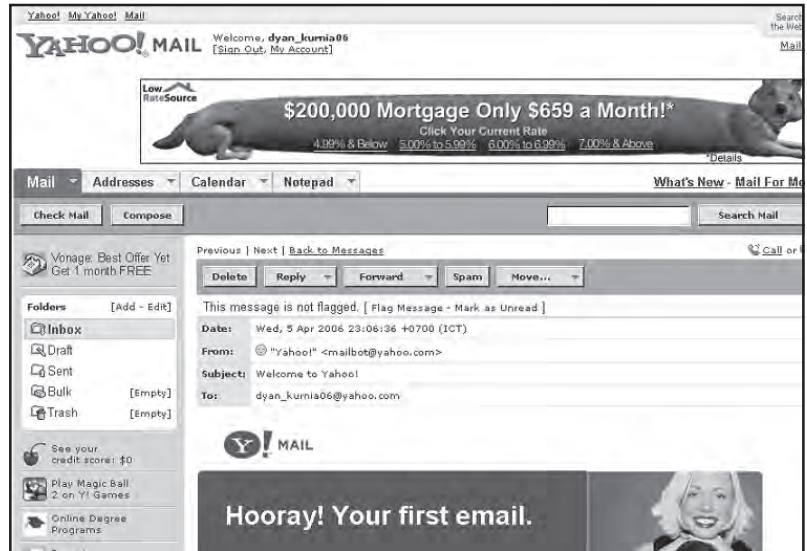 Yahoo! My Yahoo! Mail
Search
the Web
YAHOO! MAIL
Welcome, dyan_kurnia06
[Sign Out, My Account]
Mail
Low
RateSource
$200,000 Mortgage Only $659 a Month!*
Click Your Current Rate
4.99% & Below 5.00% to 5.99% 6.00% to 6.99% 7.00% & Above
*Details
Mail Addresses Calendar Notepad What's New - Mail For Mo
Check Mail Compose Search Mail
Vonage: Best Offer Yet
Get 1 month FREE
Previous | Next | Back to Messages Call or
Delete Reply Forward Spam Move...
This message is not flagged. [ Flag Message - Mark as Unread ]
Folders [Add - Edit]
Inbox
Draft
Sent
Bulk [Empty]
Trash [Empty]
Date: Wed, 5 Apr 2006 23:06:36 +0700 (ICT)
From: "Yahoo!" <mailbot@yahoo.com>
Subject: Welcome to Yahoo!
To: dyan_kurnia06@yahoo.com
See your
credit score: $0
Play Magic Ball
2 on Y! Games
Online Degree
Programs
Y! MAIL
Hooray! Your first email.